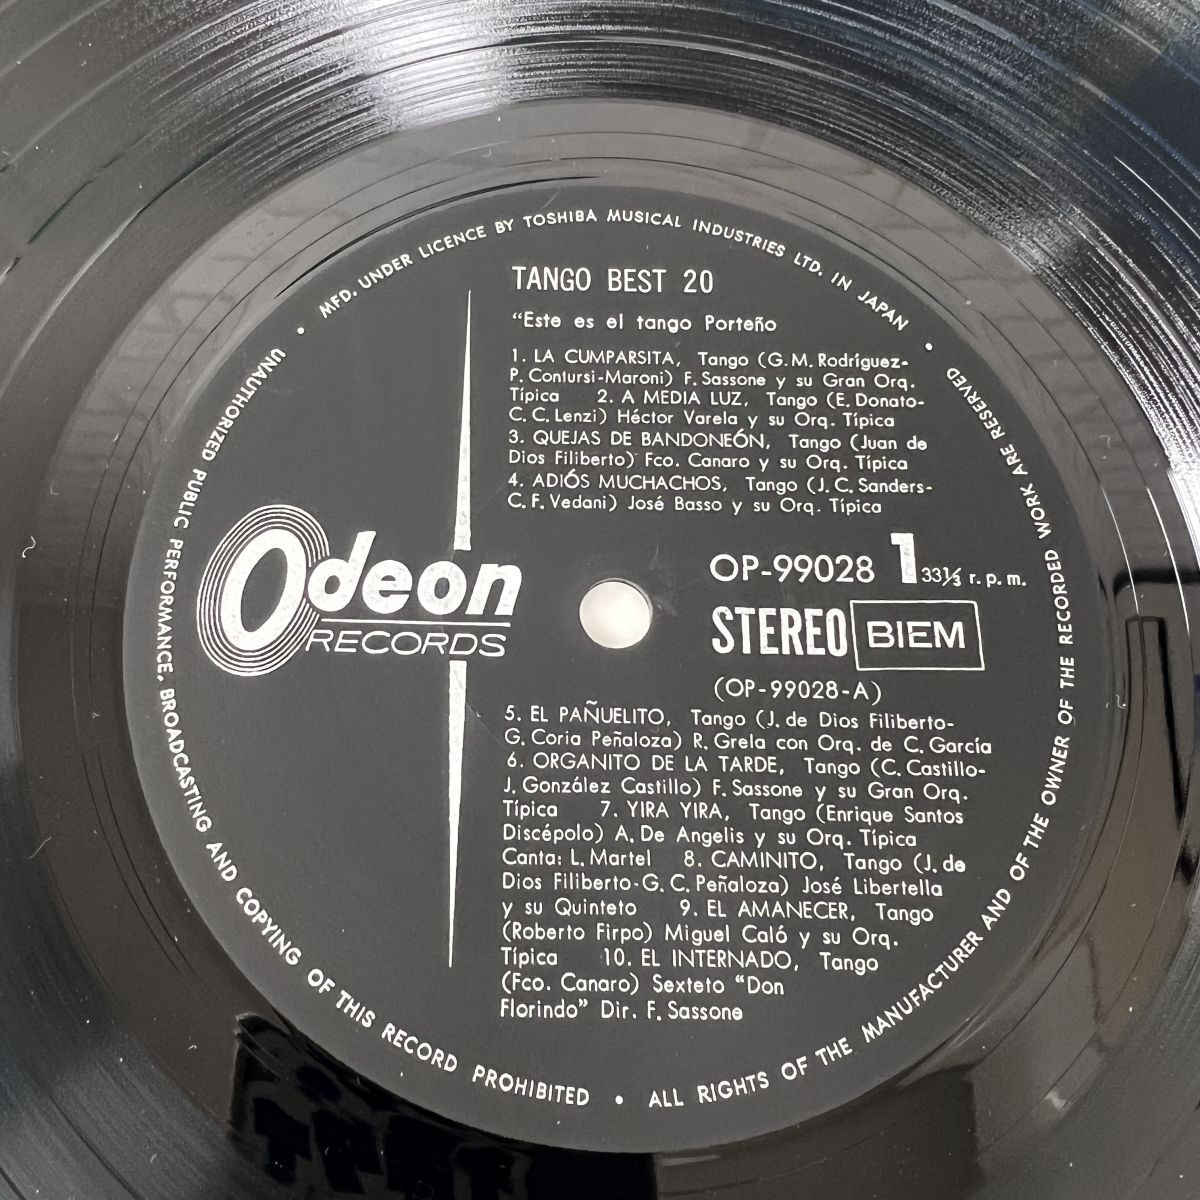 MFD. UNDER LICENCE BY TOSHIBA MUSICAL INDUSTRIES LTD. IN JAPAN •
TANGO BEST 20
“Este es el tango Porteño
1. LA CUMPARSITA, Tango (G. M. Rodríguez-
P. Contursi-Maroni) F. Sassone y su Gran Orq.
Típica 2. A MEDIA LUZ, Tango (E. Donato-
C. C. Lenzi) Héctor Varela y su Orq. Típica
3. QUEJAS DE BANDONEÓN, Tango (Juan de
Dios Filiberto) Fco. Canaro y su Orq. Típica
4. ADIÓS MUCHACHOS, Tango (J. C. Sanders-
C. F. Vedani) José Basso y su Orq. Típica
Odeon
RECORDS
OP-99028 1 33⅓ r. p. m.
STEREO BIEM
(OP-99028-A)
5. EL PAÑUELITO, Tango (J. de Dios Filiberto-
G. Coria Peñaloza) R. Grela con Orq. de C. García
6. ORGANITO DE LA TARDE, Tango (C. Castillo-
J. González Castillo) F. Sassone y su Gran Orq.
Típica 7. YIRA YIRA, Tango (Enrique Santos
Discépolo) A. De Angelis y su Orq. Típica
Canta: L. Martel 8. CAMINITO, Tango (J. de
Dios Filiberto-G. C. Peñaloza) José Libertella
y su Quinteto 9. EL AMANECER, Tango
(Roberto Firpo) Miguel Caló y su Orq.
Típica 10. EL INTERNADO, Tango
(Fco. Canaro) Sexteto “Don
Florindo” Dir. F. Sassone
ALL RIGHTS OF THE MANUFACTURER AND OF THE OWNER OF THE RECORDED WORK ARE RESERVED •
UNAUTHORIZED PUBLIC PERFORMANCE, BROADCASTING AND COPYING OF THIS RECORD PROHIBITED •